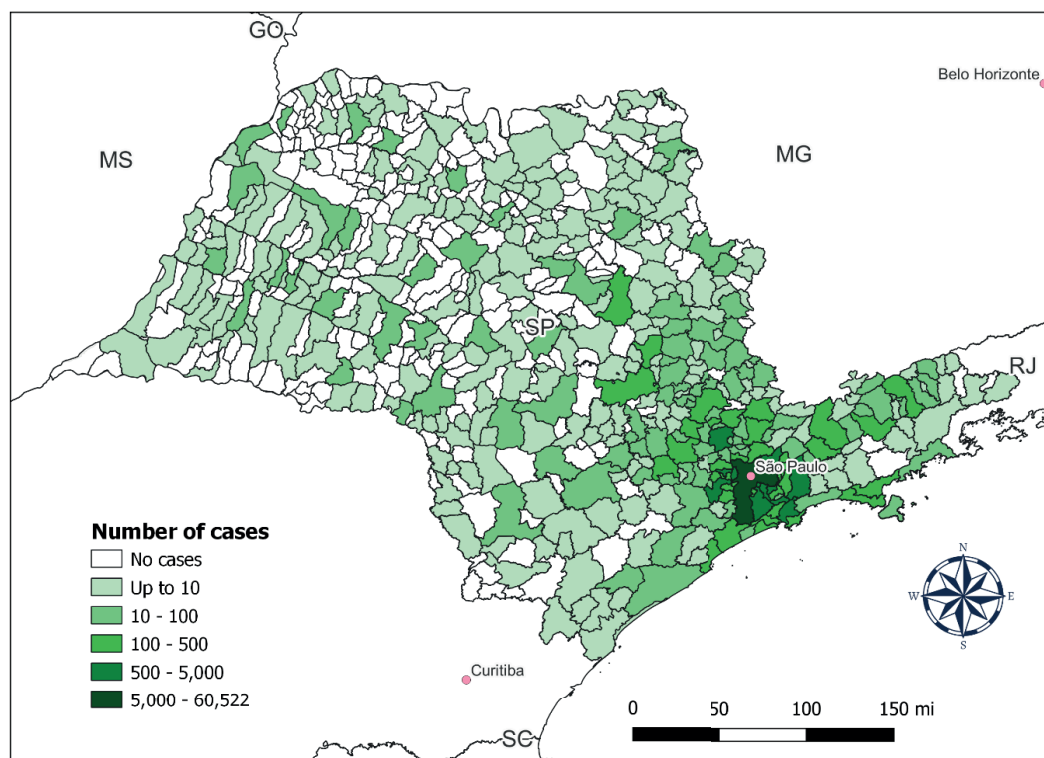 GO
Belo Horizonte
MS
MG
SP
RJ
São Paulo
Number of cases
No cases
Up to 10
10 - 100
100 - 500
500 - 5,000
5,000 - 60,522
N
W
E
S
Curitiba
0 50 100 150 mi
SC